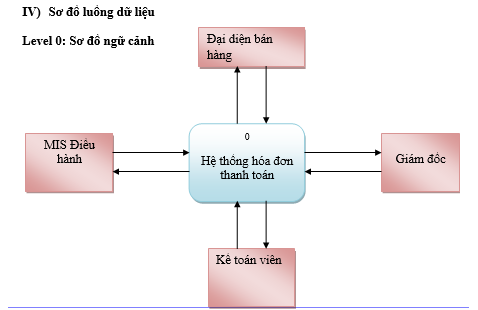 IV) Sơ đồ luồng dữ liệu
Level 0: Sơ đồ ngữ cảnh
Đại diện bán
hàng
MIS Điều
hành
0
Hệ thống hóa đơn
thanh toán
Giám đốc
Kế toán viên